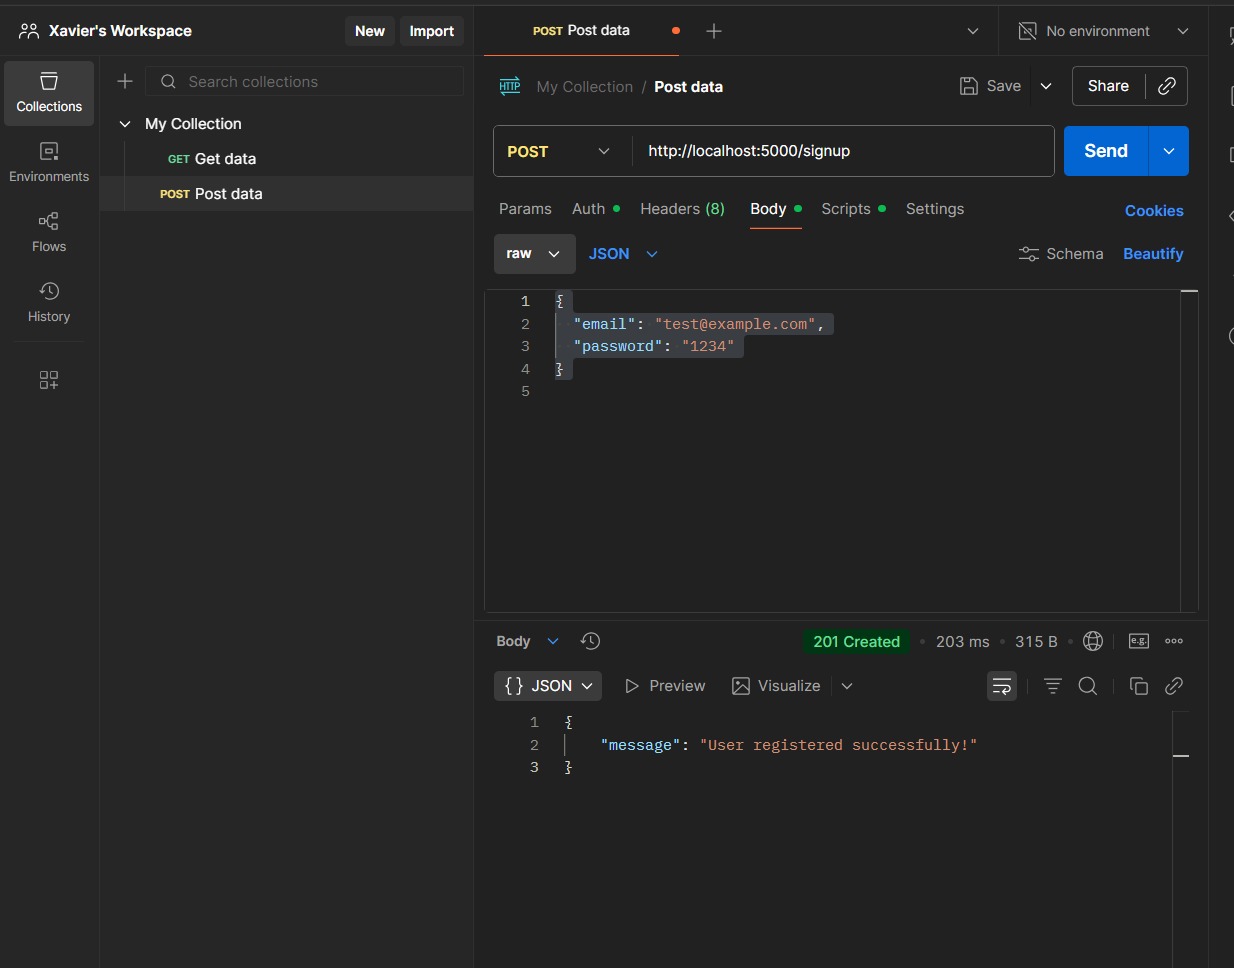 Xavier's Workspace
New
Import
POST Post data
No environment
Collections
Environments
Flows
History
Search collections
My Collection
GET Get data
POST Post data
HTTP My Collection / Post data
Save
Share
POST
http://localhost:5000/signup
Send
Params Auth Headers (8) Body Scripts Settings
Cookies
raw
JSON
Schema
Beautify
1 {
2 "email": "test@example.com",
3 "password": "1234"
4 }
5
Body
201 Created
203 ms
315 B
e.g.
{} JSON
Preview
Visualize
1 {
2 "message": "User registered successfully!"
3 }